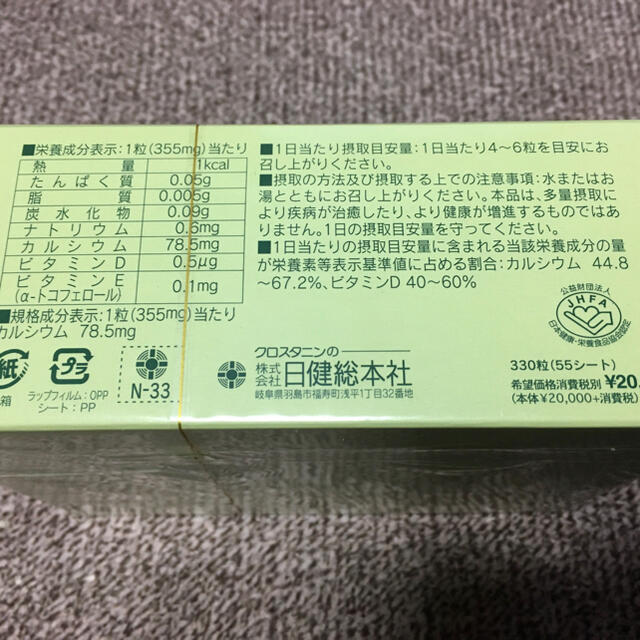 ■栄養成分表示:1粒(355mg)当たり
熱量 1kcal
たんぱく質 0.05g
脂質 0.005g
炭水化物 0.09g
ナトリウム 0.6mg
カルシウム 78.5mg
ビタミンD 0.5μg
ビタミンE
(α-トコフェロール) 0.1mg
■規格成分表示:1粒(355mg)当たり
カルシウム 78.5mg
■1日当たり摂取目安量:1日当たり4〜6粒を目安にお
召し上がりください。
■摂取の方法及び摂取する上での注意事項:水またはお
湯とともにお召し上がりください。本品は、多量摂取
により疾病が治癒したり、より健康が増進するものではあ
りません。1日の摂取目安量を守ってください。
■1日当たりの摂取目安量に含まれる当該栄養成分の量
が栄養素等表示基準値に占める割合:カルシウム 44.8
〜67.2%、ビタミンD 40〜60%
公益財団法人
JHFA
日本健康・栄養食品協会認定
紙
箱
プラ
ラップフィルム:OPP
シート:PP
N-33
クロスタニンの
株式会社 日健総本社
岐阜県羽島市福寿町浅平1丁目32番地
330粒(55シート)
希望価格消費税別 ¥20,
(本体¥20,000+消費税)